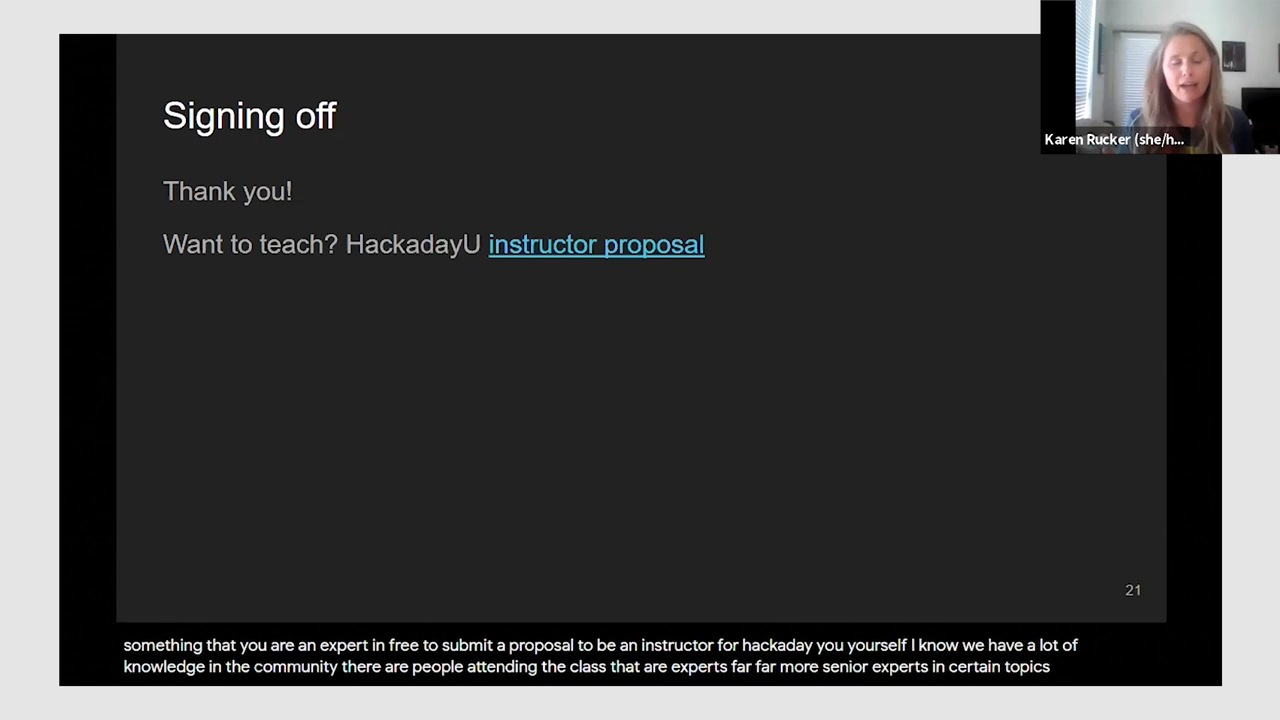 Signing off
Thank you!
Want to teach? HackadayU instructor proposal
Karen Rucker (she/h...
21
something that you are an expert in free to submit a proposal to be an instructor for hackaday you yourself I know we have a lot of
knowledge in the community there are people attending the class that are experts far far more senior experts in certain topics